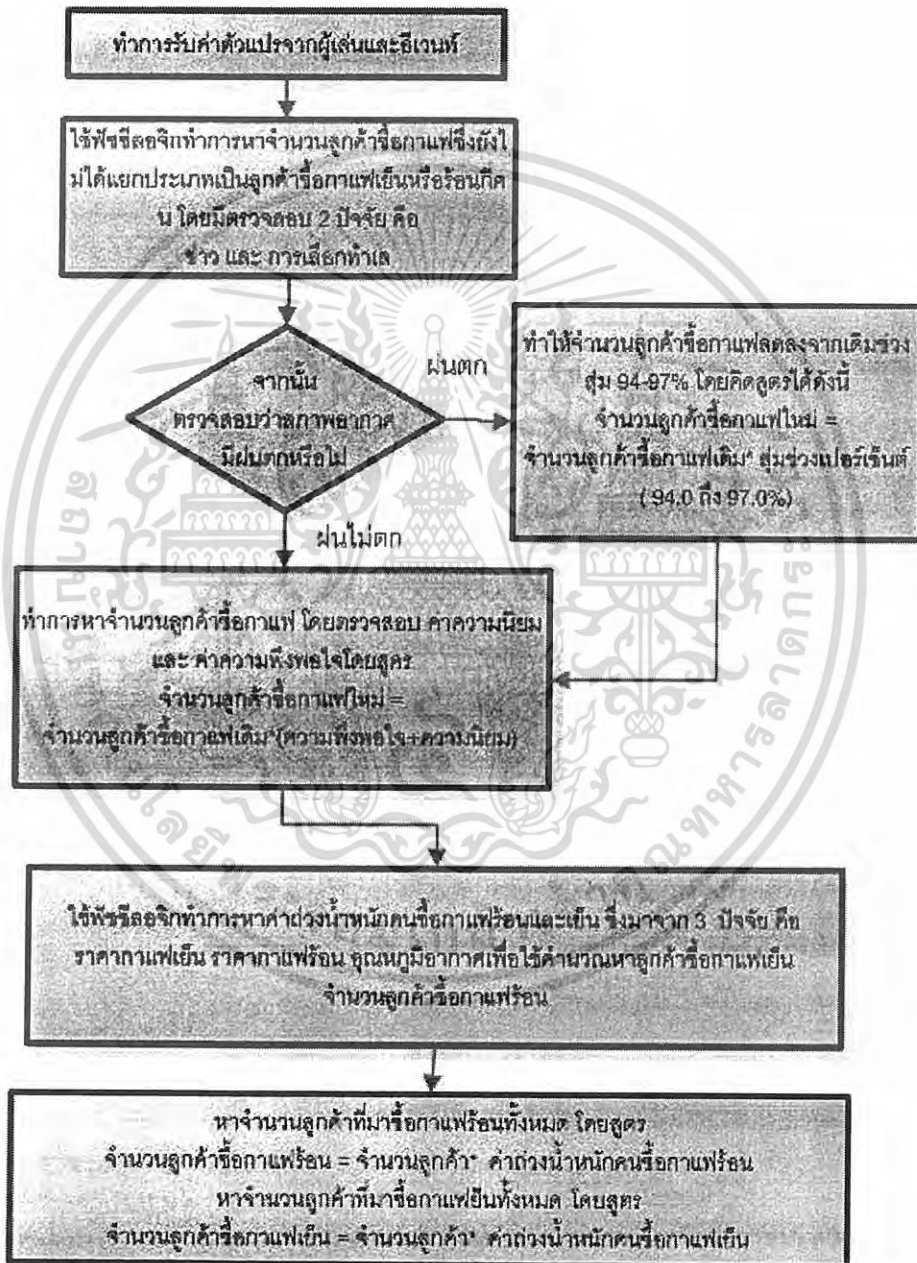 ทำการรับค่าตัวแปรจากผู้เล่นและอีเวนท์
ใช้ฟัซซีลอจิกทำการหาจำนวนลูกค้าซื้อกาแฟซึ่งยังไ
ม่ได้แยกประเภทเป็นลูกค้าซื้อกาแฟเย็นหรือร้อนกี่ค
น โดยมีตรวจสอบ 2 ปัจจัย คือ
ข่าว และ การเลือกทำเล
จากนั้น
ตรวจสอบว่าสภาพอากาศ
มีฝนตกหรือไม่
ฝนตก
ทำให้จำนวนลูกค้าซื้อกาแฟลดลงจากเดิมช่วง
สุ่ม 94-97% โดยคิดสูตรได้ดังนี้
จำนวนลูกค้าซื้อกาแฟใหม่ =
จำนวนลูกค้าซื้อกาแฟเดิม* สุ่มช่วงเปอร์เซ็นต์
( 94.0 ถึง 97.0%)
ฝนไม่ตก
ทำการหาจำนวนลูกค้าซื้อกาแฟ โดยตรวจสอบ ค่าความนิยม
และ ค่าความพึงพอใจโดยสูตร
จำนวนลูกค้าซื้อกาแฟใหม่ =
จำนวนลูกค้าซื้อกาแฟเดิม*(ความพึงพอใจ+ความนิยม)
ใช้ฟัซซีลอจิกทำการหาค่าถ่วงน้ำหนักคนซื้อกาแฟร้อนและเย็น ซึ่งมาจาก 3 ปัจจัย คือ
ราคากาแฟเย็น ราคากาแฟร้อน อุณหภูมิอากาศเพื่อใช้คำนวณหาลูกค้าซื้อกาแฟเย็น
จำนวนลูกค้าซื้อกาแฟร้อน
หาจำนวนลูกค้าที่มาซื้อกาแฟร้อนทั้งหมด โดยสูตร
จำนวนลูกค้าซื้อกาแฟร้อน = จำนวนลูกค้า* ค่าถ่วงน้ำหนักคนซื้อกาแฟร้อน
หาจำนวนลูกค้าที่มาซื้อกาแฟเย็นทั้งหมด โดยสูตร
จำนวนลูกค้าซื้อกาแฟเย็น = จำนวนลูกค้า* ค่าถ่วงน้ำหนักคนซื้อกาแฟเย็น